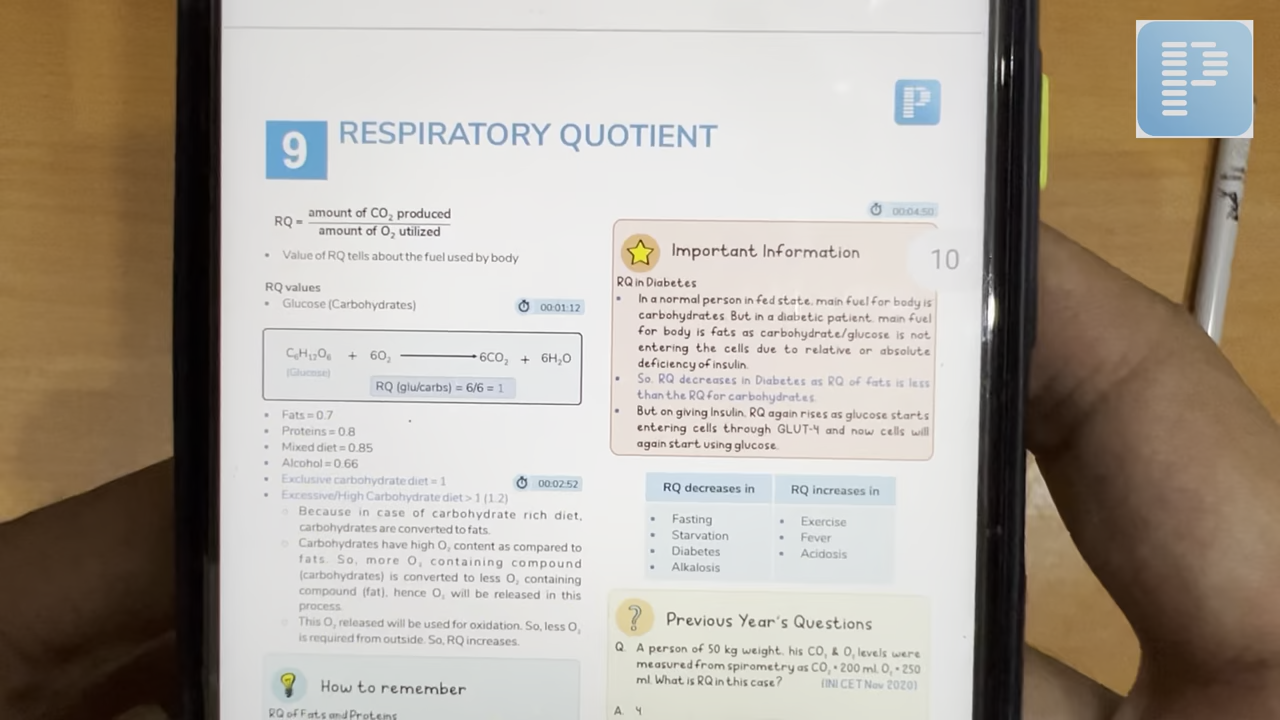 9 RESPIRATORY QUOTIENT
RQ = amount of CO₂ produced
amount of O₂ utilized
• Value of RQ tells about the fuel used by body
RQ values
• Glucose (Carbohydrates) 00:01:12
C₆H₁₂O₆ + 6O₂ → 6CO₂ + 6H₂O
(Glucose)
RQ (glu/carbs) = 6/6 = 1
• Fats = 0.7
• Proteins = 0.8
• Mixed diet = 0.85
• Alcohol = 0.66
• Exclusive carbohydrate diet = 1 00:02:52
• Excessive/High Carbohydrate diet > 1 (1.2)
○ Because in case of carbohydrate rich diet,
carbohydrates are converted to fats.
○ Carbohydrates have high O₂ content as compared to
fats. So, more O₂ containing compound
(carbohydrates) is converted to less O₂ containing
compound (fat), hence O₂ will be released in this
process.
○ This O₂ released will be used for oxidation. So, less O₂
is required from outside. So, RQ increases.
How to remember
RQ of Fats and Proteins
00:04:50
Important Information
10
RQ in Diabetes
• In a normal person in fed state, main fuel for body is
carbohydrates. But in a diabetic patient, main fuel
for body is fats as carbohydrate/glucose is not
entering the cells due to relative or absolute
deficiency of insulin.
• So, RQ decreases in Diabetes as RQ of fats is less
than the RQ for carbohydrates.
• But on giving Insulin, RQ again rises as glucose starts
entering cells through GLUT-4 and now cells will
again start using glucose.
RQ decreases in RQ increases in
• Fasting • Exercise
• Starvation • Fever
• Diabetes • Acidosis
• Alkalosis
Previous Year's Questions
Q. A person of 50 kg weight, his CO₂ & O₂ levels were
measured from spirometry as CO₂ = 200 ml, O₂ = 250
ml. What is RQ in this case? (INI CET Nov 2020)
A. 4
P
P